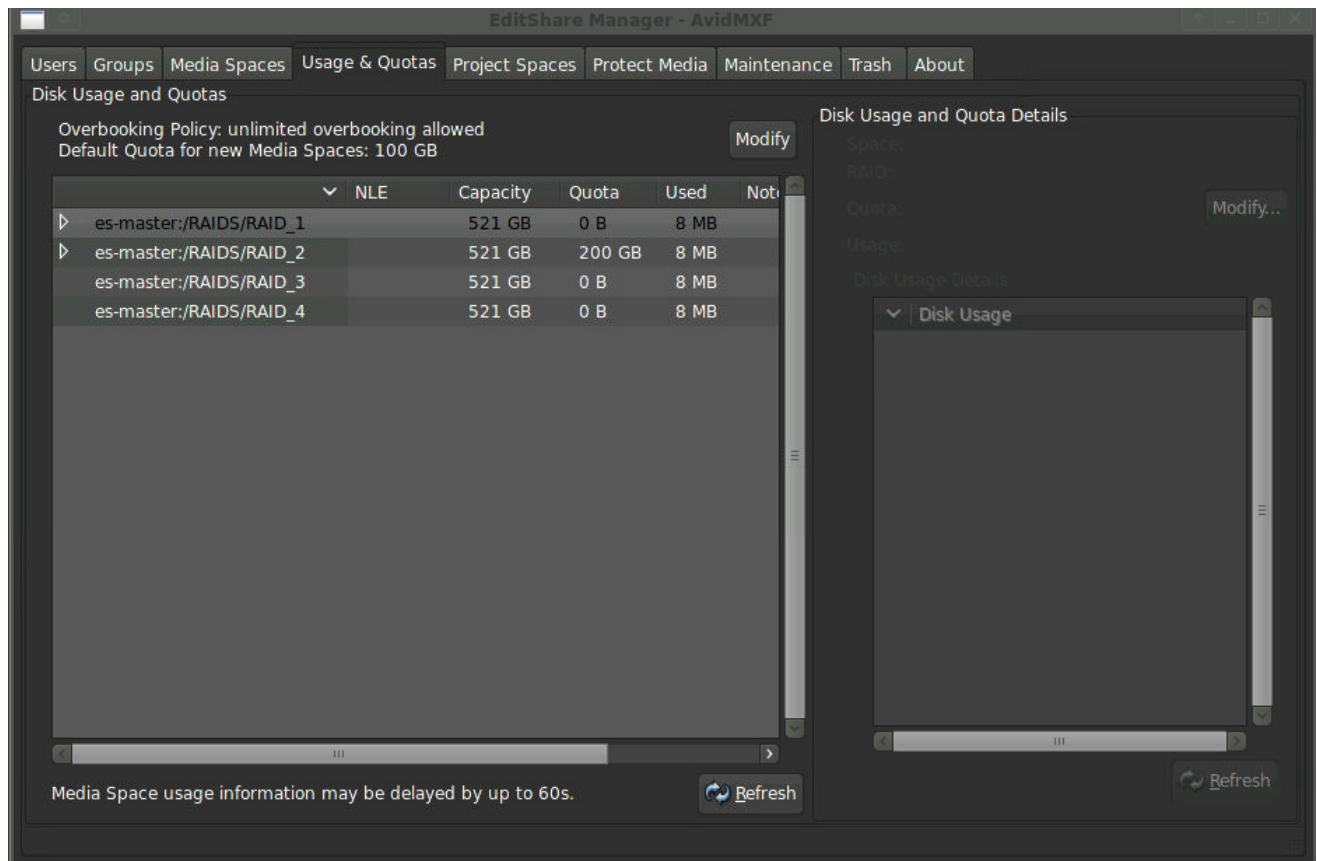 EditShare Manager - AvidMXF
Users Groups Media Spaces Usage & Quotas Project Spaces Protect Media Maintenance Trash About
Disk Usage and Quotas
Overbooking Policy: unlimited overbooking allowed
Default Quota for new Media Spaces: 100 GB
Modify
NLE Capacity Quota Used Note
es-master:/RAIDS/RAID_1 521 GB 0 B 8 MB
es-master:/RAIDS/RAID_2 521 GB 200 GB 8 MB
es-master:/RAIDS/RAID_3 521 GB 0 B 8 MB
es-master:/RAIDS/RAID_4 521 GB 0 B 8 MB
Media Space usage information may be delayed by up to 60s.
Refresh
Disk Usage and Quota Details
Space:
RAID:
Quota:
Modify...
Usage:
Disk Usage Details
Disk Usage
Refresh